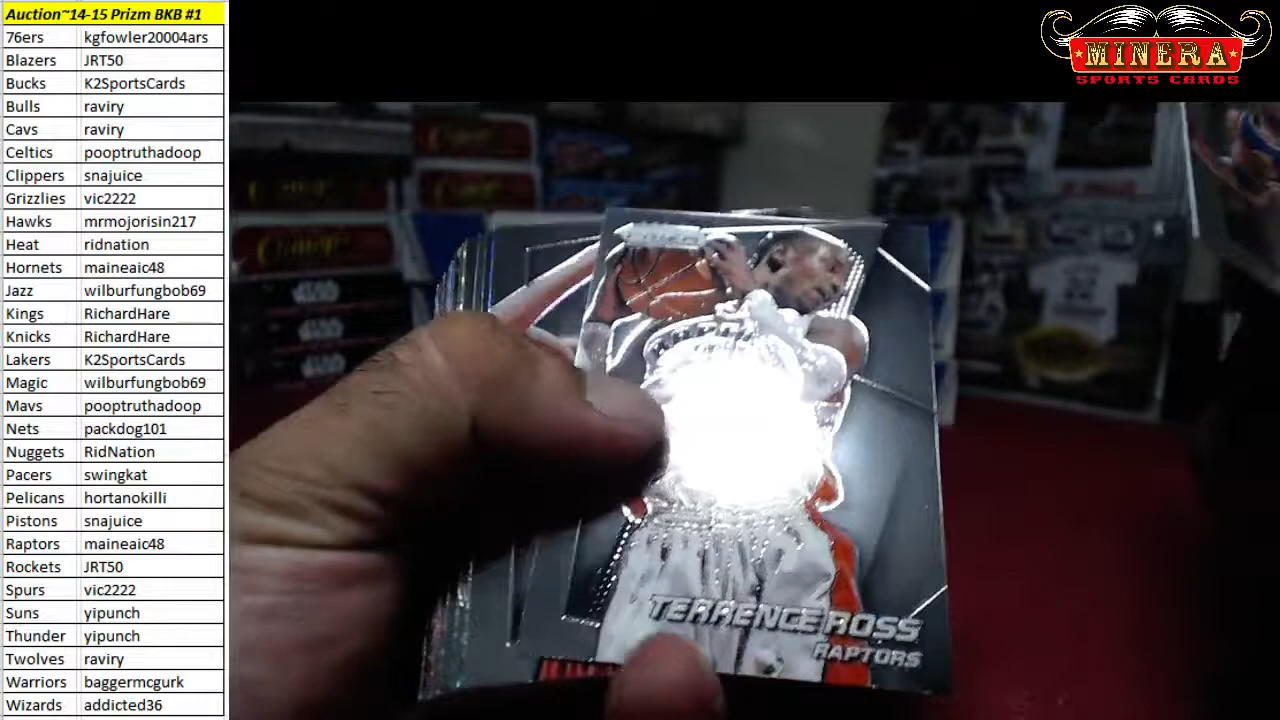 Auction~14-15 Prizm BKB #1
76ers kgfowler20004ars
Blazers JRT50
Bucks K2SportsCards
Bulls raviry
Cavs raviry
Celtics pooptruthadoop
Clippers snajuice
Grizzlies vic2222
Hawks mrmojorisin217
Heat ridnation
Hornets maineaic48
Jazz wilburfungbob69
Kings RichardHare
Knicks RichardHare
Lakers K2SportsCards
Magic wilburfungbob69
Mavs pooptruthadoop
Nets packdog101
Nuggets RidNation
Pacers swingkat
Pelicans hortanokilli
Pistons snajuice
Raptors maineaic48
Rockets JRT50
Spurs vic2222
Suns yipunch
Thunder yipunch
Twolves raviry
Warriors baggermcgurk
Wizards addicted36
MINERA
SPORTS CARDS
TERRENCE ROSS
RAPTORS